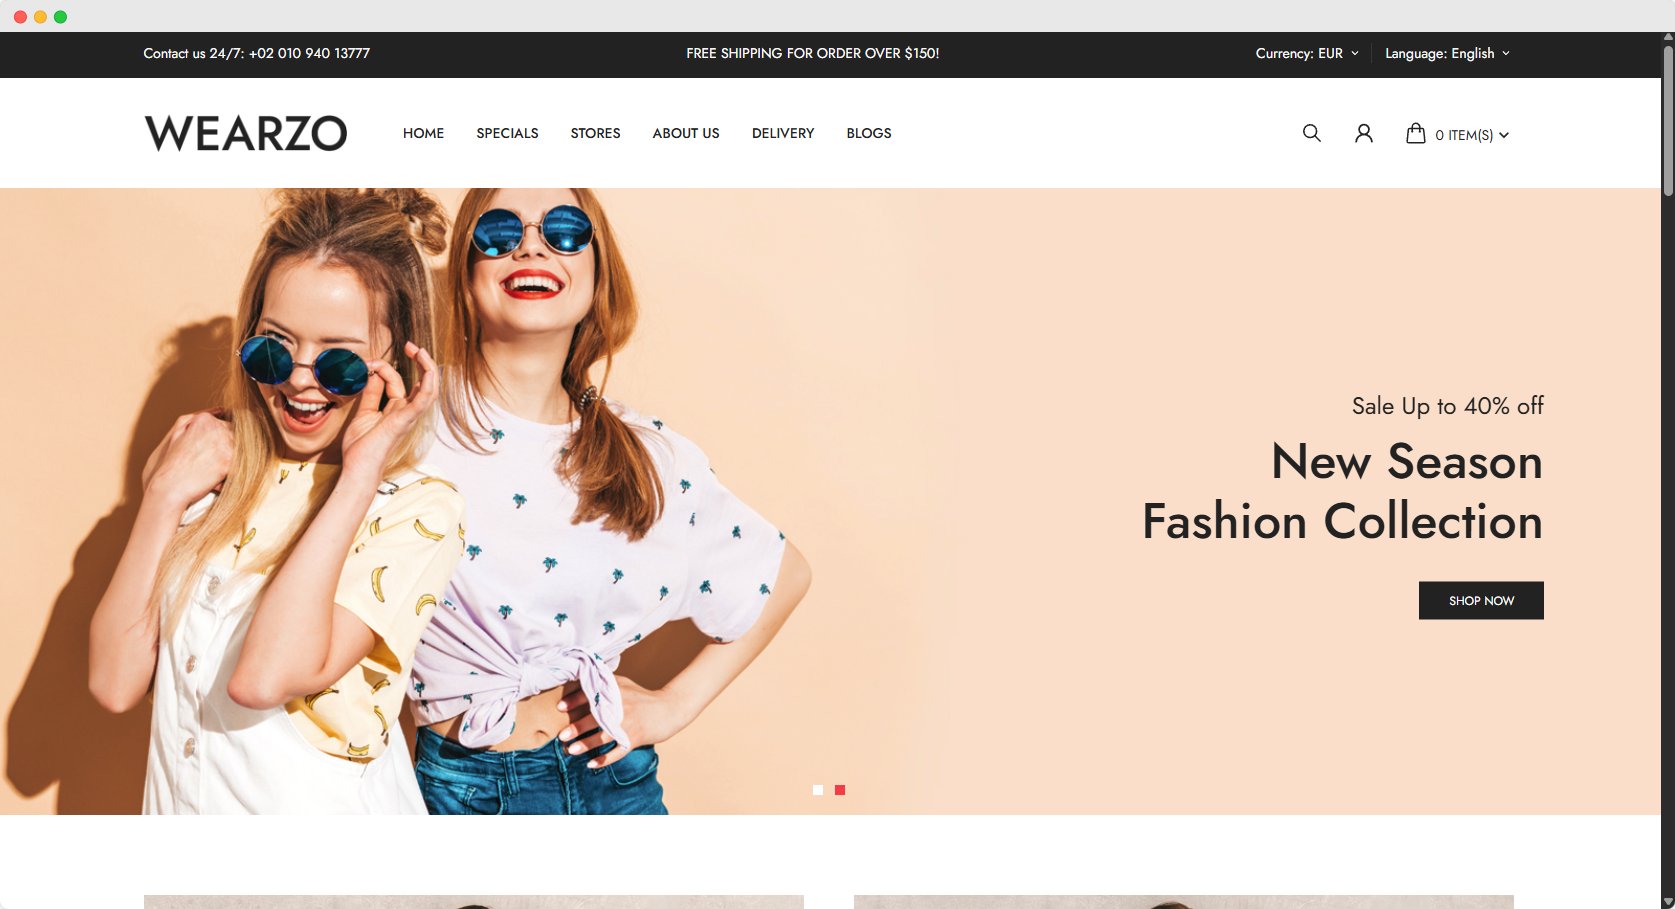 Contact us 24/7: +02 010 940 13777
FREE SHIPPING FOR ORDER OVER $150!
Currency: EUR
Language: English
WEARZO
HOME
SPECIALS
STORES
ABOUT US
DELIVERY
BLOGS
0 ITEM(S)
Sale Up to 40% off
New Season
Fashion Collection
SHOP NOW